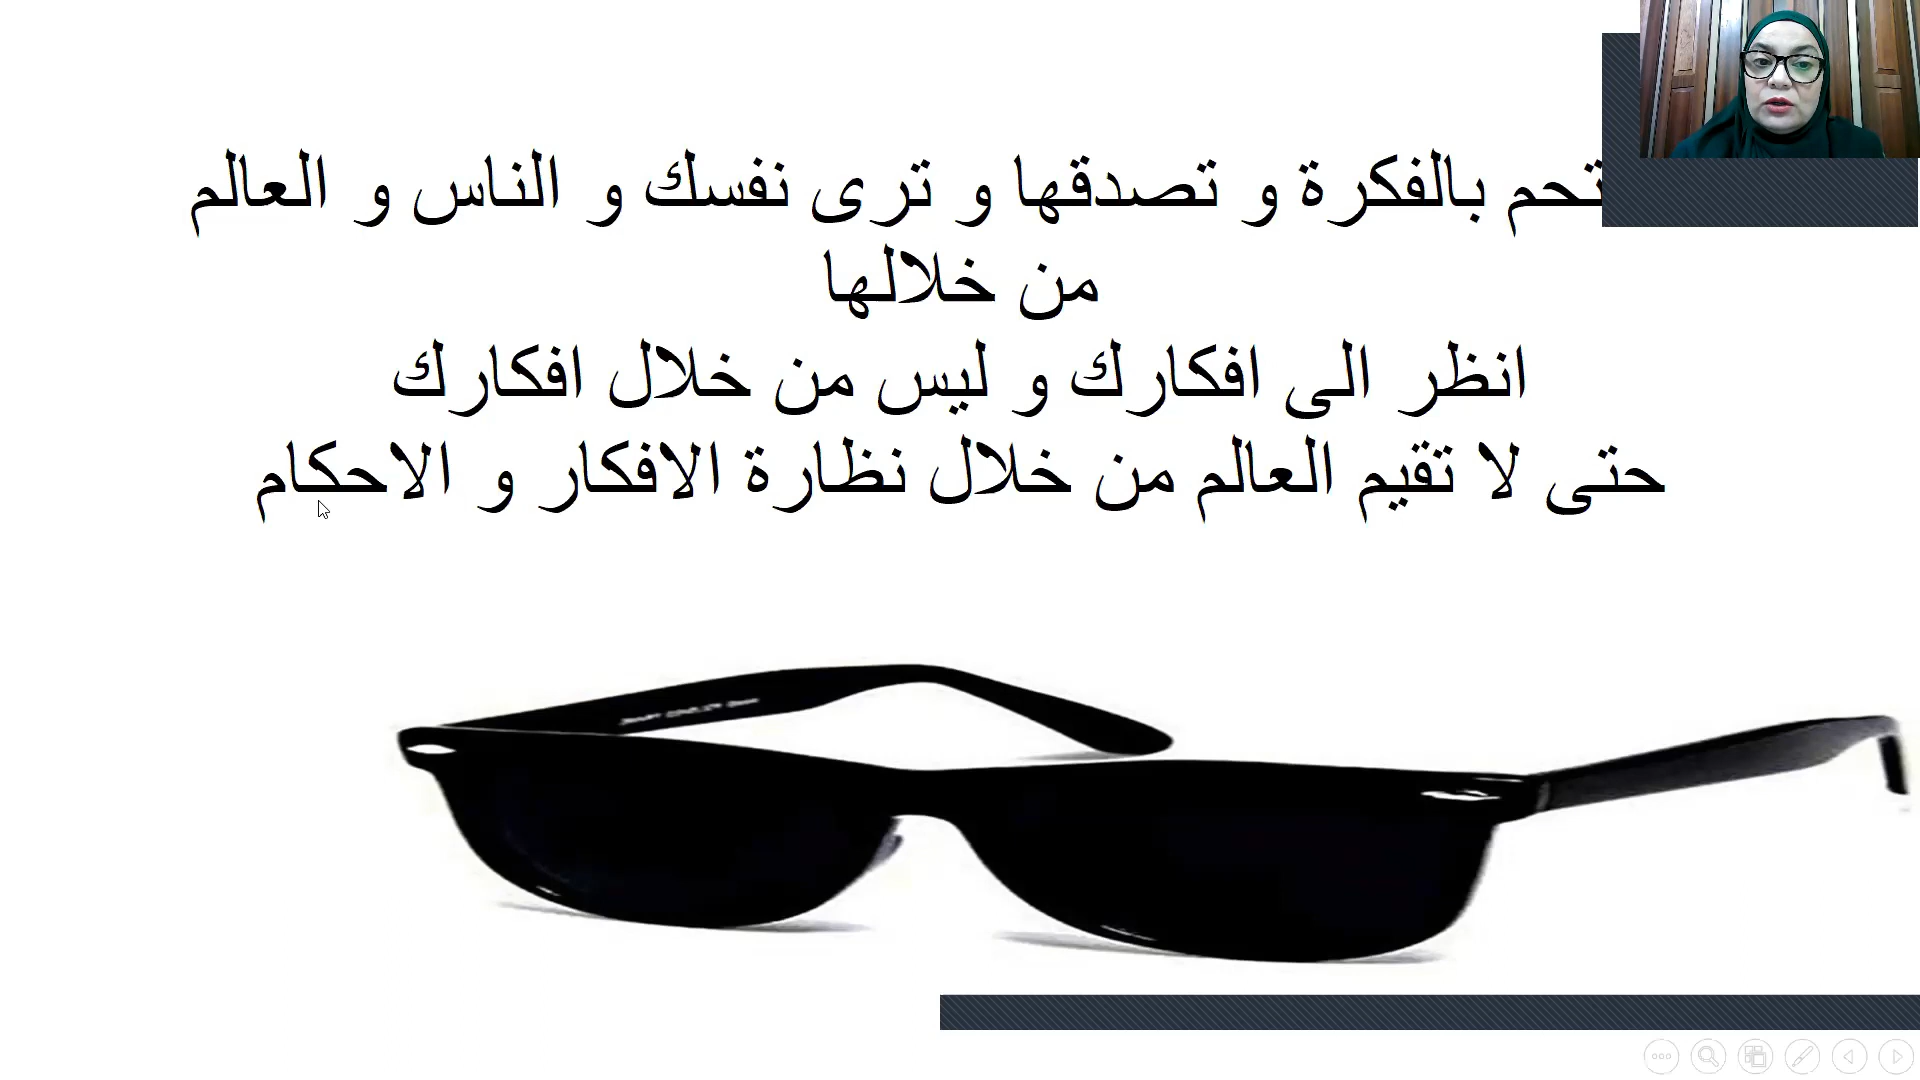 بالفكرة و تصدقها و ترى نفسك و الناس و العالم
من خلالها
انظر الى افكارك و ليس من خلال افكارك
حتى لا تقيم العالم من خلال نظارة الافكار و الاحكام